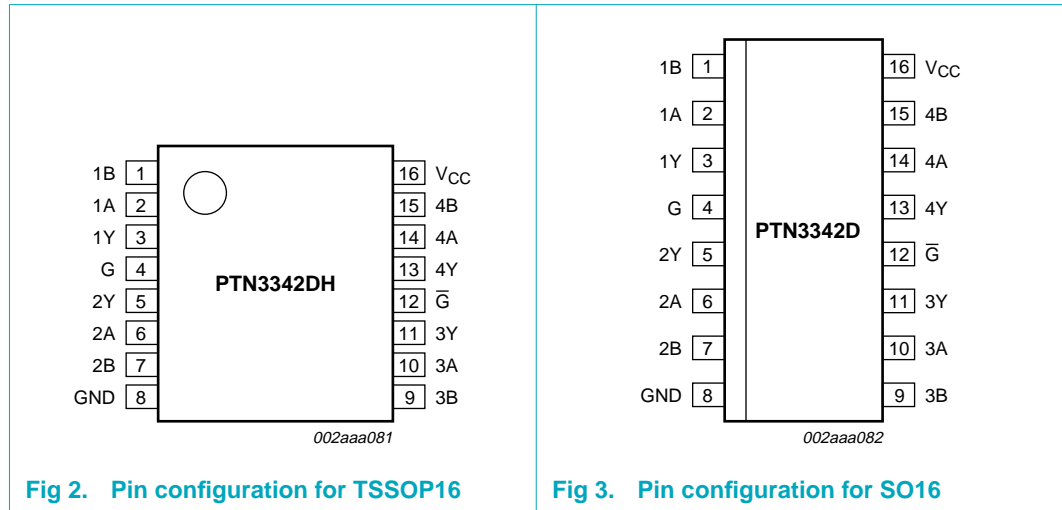 1B 1
1A 2
1Y 3
G 4
2Y 5
2A 6
2B 7
GND 8
PTN3342DH
16 VCC
15 4B
14 4A
13 4Y
12 G̅
11 3Y
10 3A
9 3B
002aaa081
Fig 2. Pin configuration for TSSOP16
1B 1
1A 2
1Y 3
G 4
2Y 5
2A 6
2B 7
GND 8
PTN3342D
16 VCC
15 4B
14 4A
13 4Y
12 G̅
11 3Y
10 3A
9 3B
002aaa082
Fig 3. Pin configuration for SO16